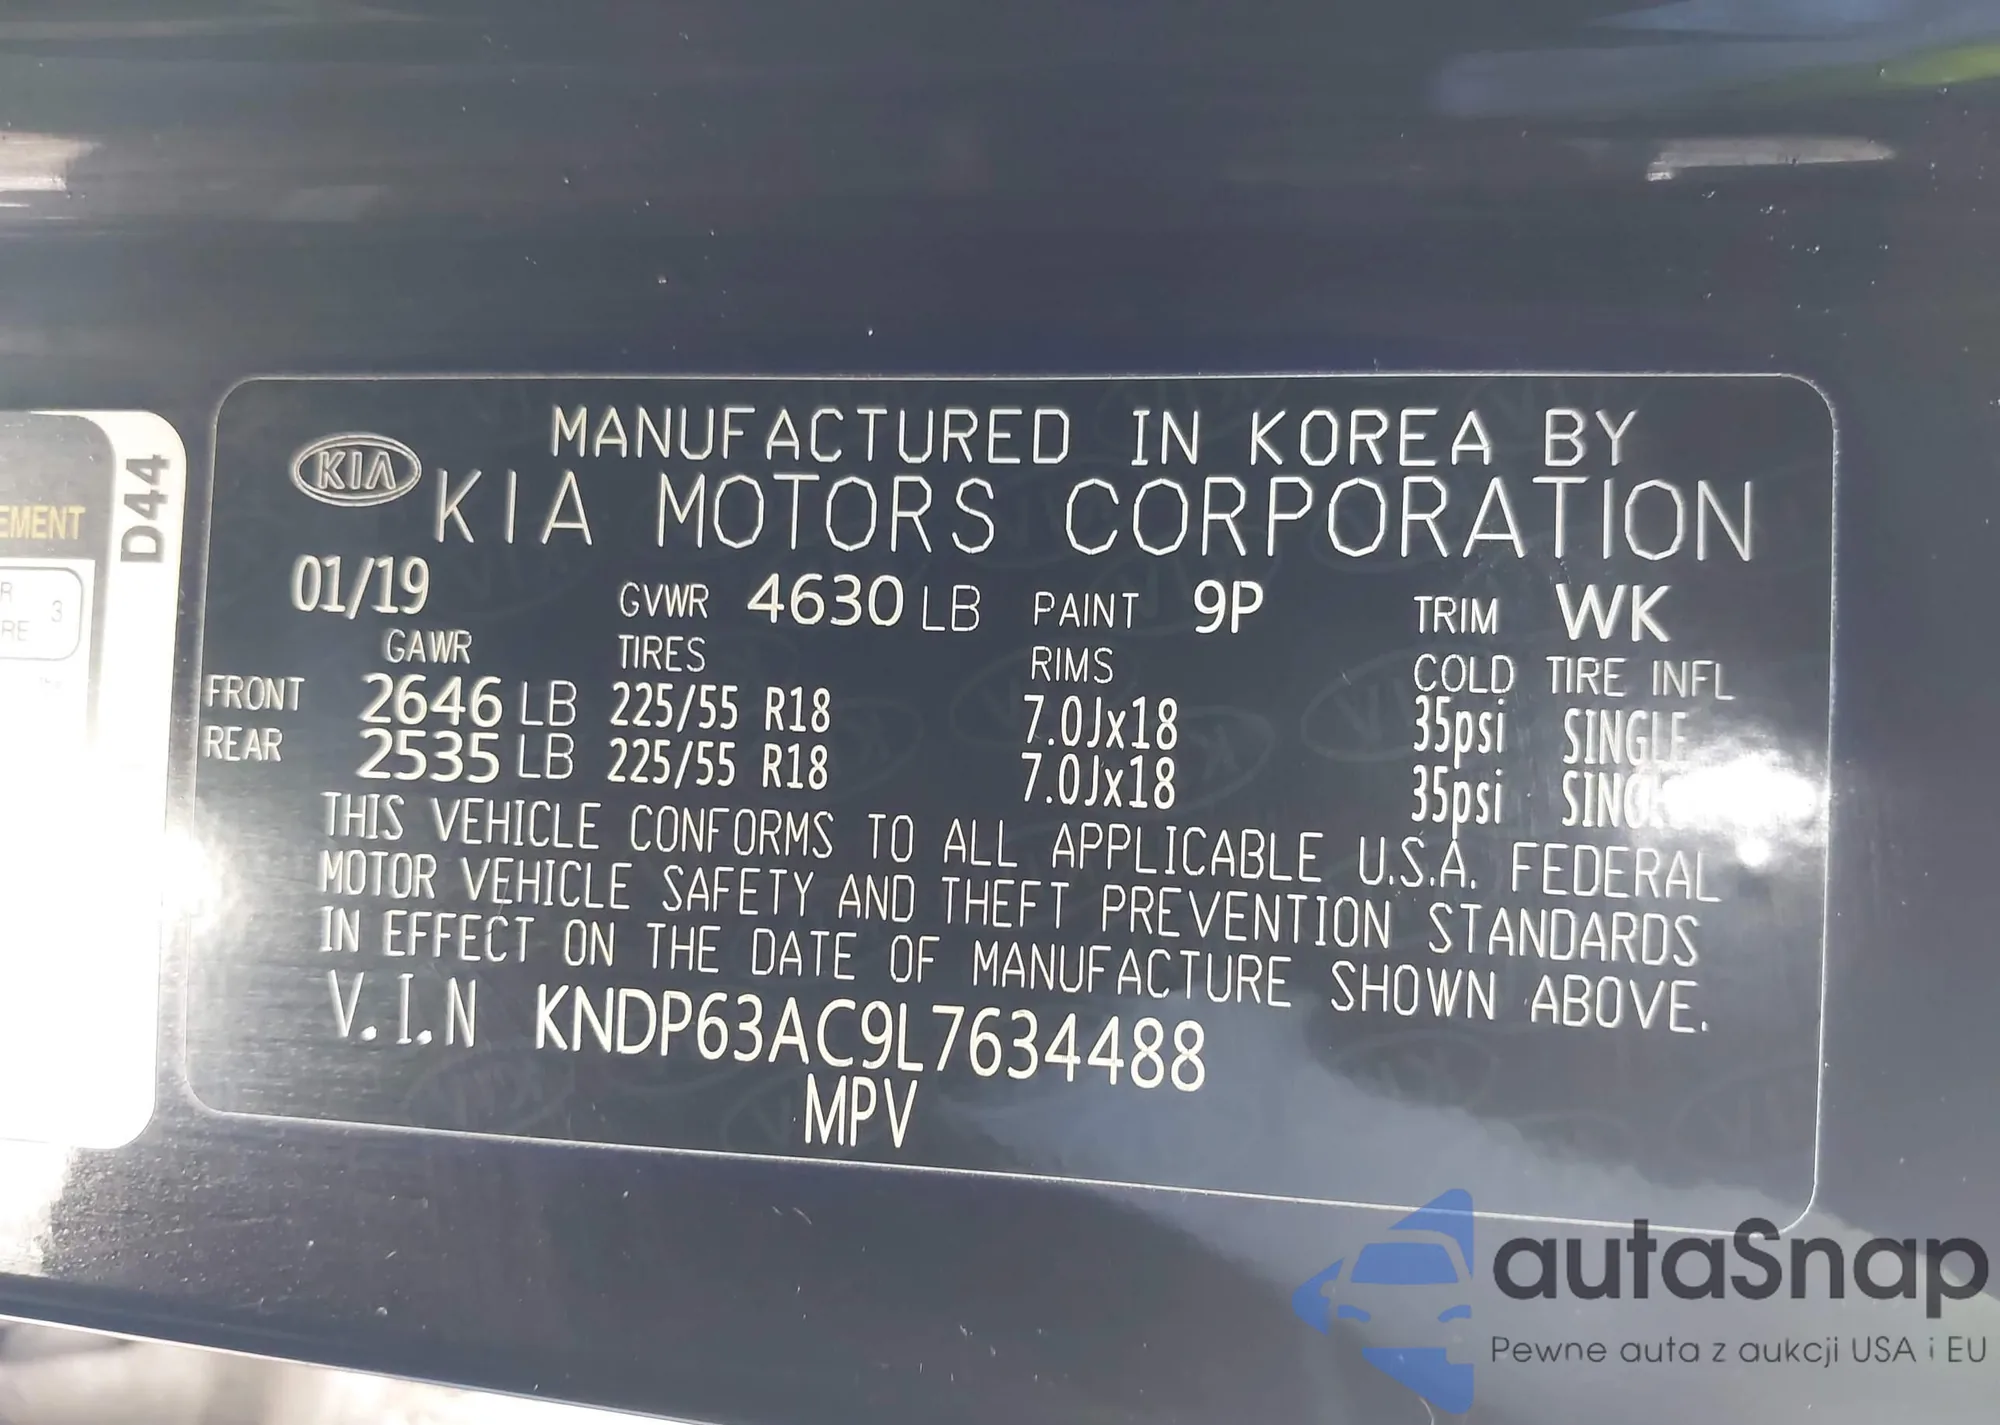 MANUFACTURED IN KOREA BY
KIA
KIA MOTORS CORPORATION
01/19 GVWR 4630 LB PAINT 9P TRIM WK
GAWR TIRES RIMS COLD TIRE INFL
FRONT 2646 LB 225/55 R18 7.0Jx18 35psi SINGLE
REAR 2535 LB 225/55 R18 7.0Jx18 35psi
THIS VEHICLE CONFORMS TO ALL APPLICABLE U.S.A. FEDERAL
MOTOR VEHICLE SAFETY AND THEFT PREVENTION STANDARDS
IN EFFECT ON THE DATE OF MANUFACTURE SHOWN ABOVE.
V.I.N KNDP63AC9L7634488
MPV
D44
EMENT
3
RE
autaSnap
Pewne auta z aukcji USA i EU